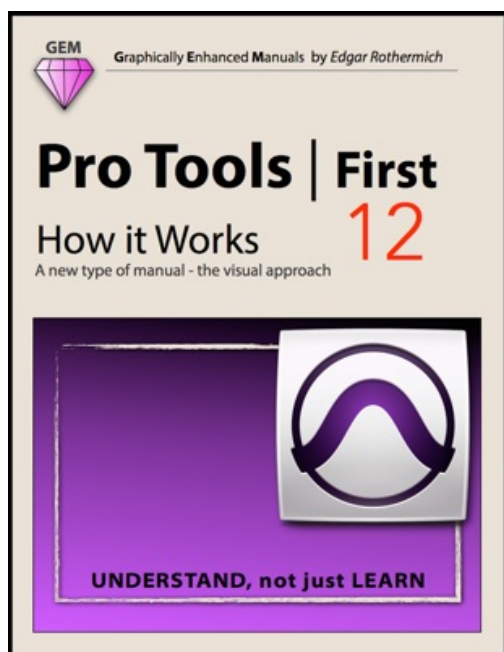 GEM
Graphically Enhanced Manuals by Edgar Rothermich
Pro Tools | First
12
How it Works
A new type of manual - the visual approach
UNDERSTAND, not just LEARN